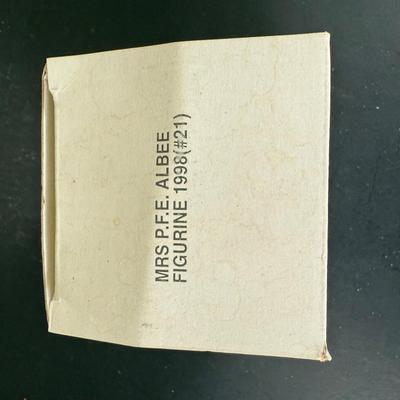 MRS P.F.E. ALBEE
FIGURINE 1998(#21)